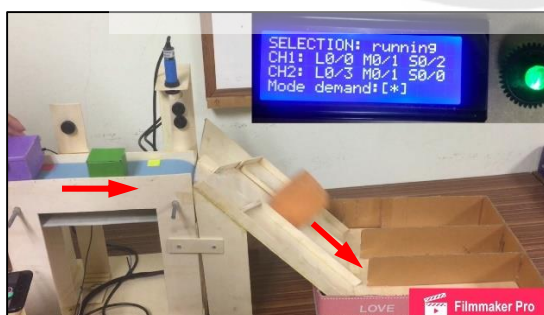 SELECTION: running
CH1: L0/0 M0/1 S0/2
CH2: L0/3 M0/1 S0/0
Mode demand:[*]
LOVE
Filmmaker Pro